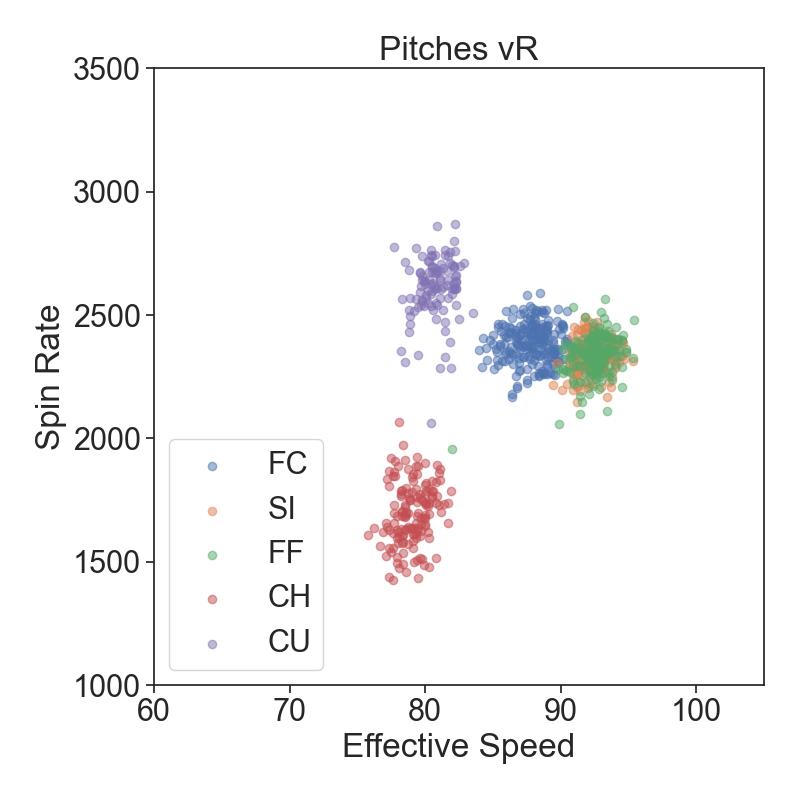 Pitches vR
3500
3000
2500
2000
1500
1000
Spin Rate
FC
SI
FF
CH
CU
60 70 80 90 100
Effective Speed